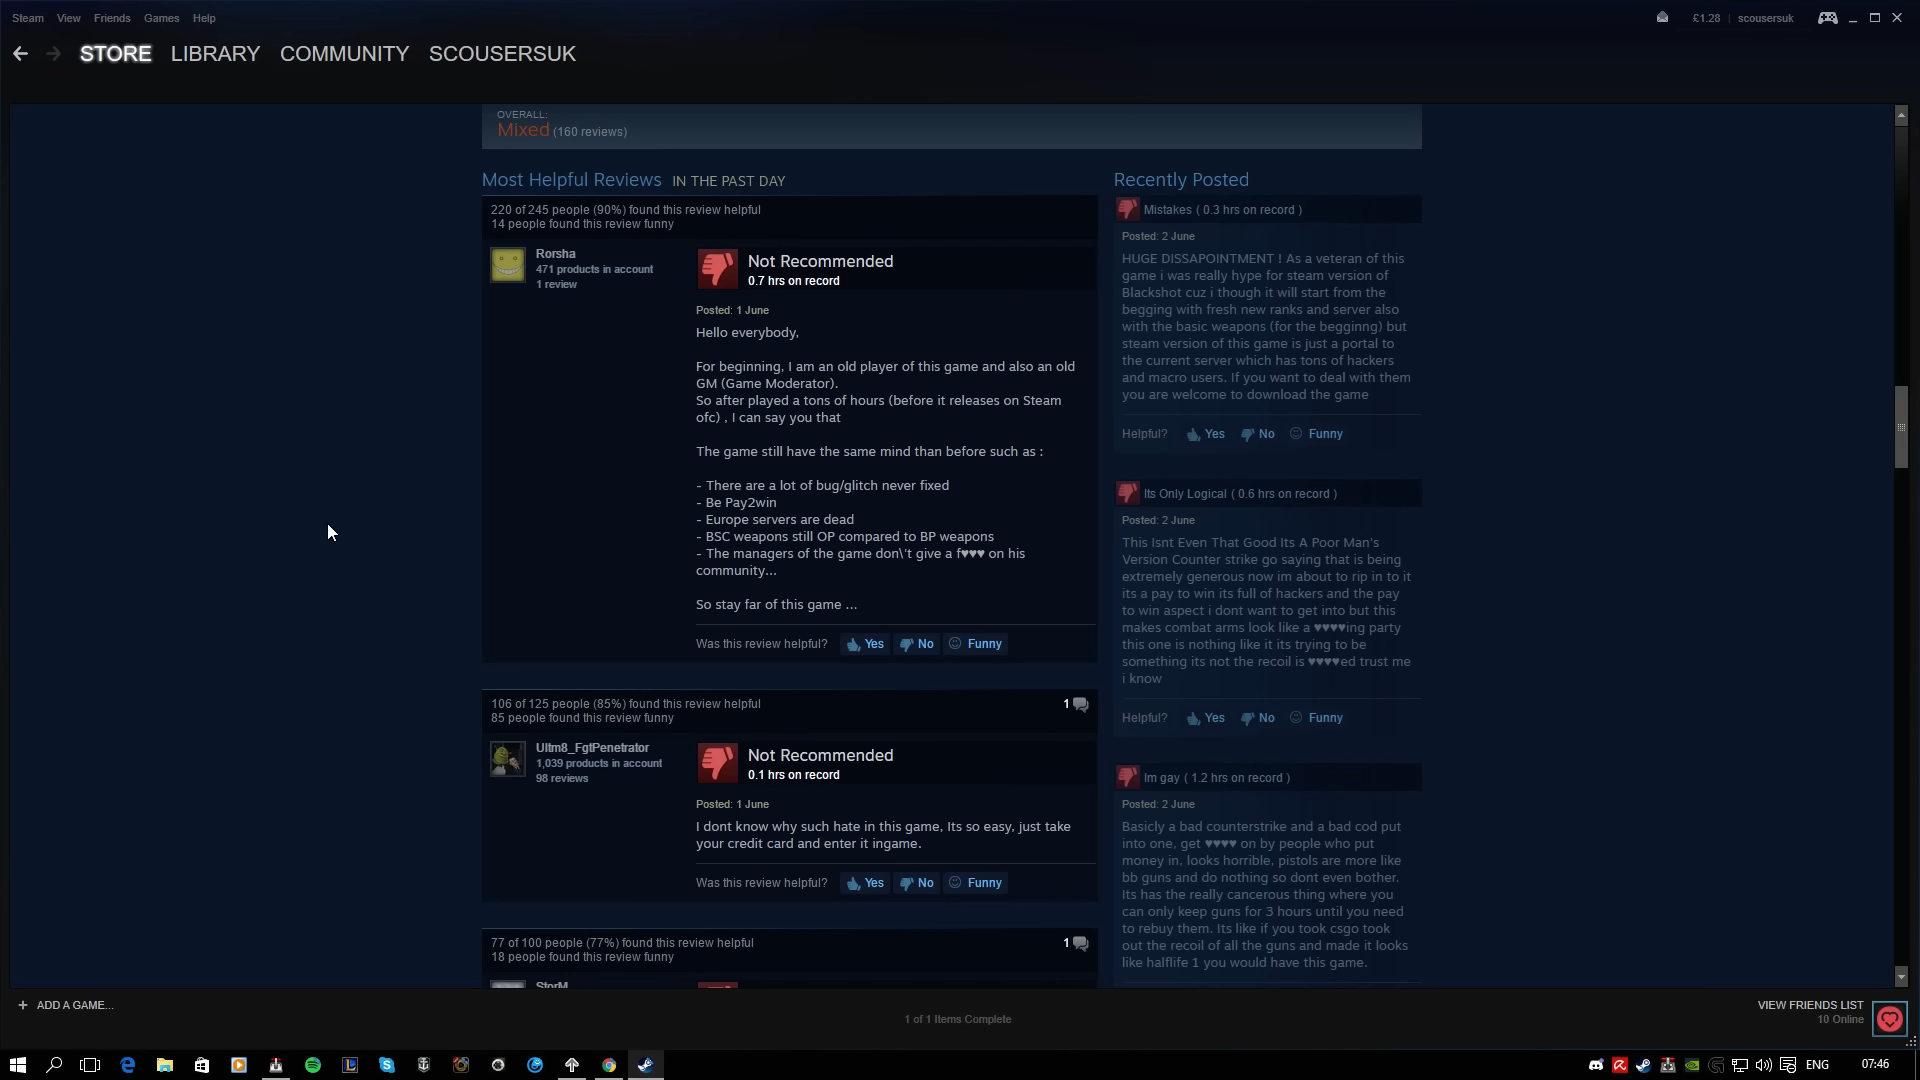 Steam View Friends Games Help
£1.28 | scousersuk
STORE LIBRARY COMMUNITY SCOUSERSUK
OVERALL:
Mixed (160 reviews)
Most Helpful Reviews IN THE PAST DAY
220 of 245 people (90%) found this review helpful
14 people found this review funny
Rorsha
471 products in account
1 review
Not Recommended
0.7 hrs on record
Posted: 1 June
Hello everybody,
For beginning, I am an old player of this game and also an old
GM (Game Moderator).
So after played a tons of hours (before it releases on Steam
ofc) , I can say you that
The game still have the same mind than before such as :
- There are a lot of bug/glitch never fixed
- Be Pay2win
- Europe servers are dead
- BSC weapons still OP compared to BP weapons
- The managers of the game don\'t give a f♥♥♥ on his
community...
So stay far of this game ...
Was this review helpful? Yes No Funny
106 of 125 people (85%) found this review helpful
85 people found this review funny
1
Ultm8_FgtPenetrator
1,039 products in account
98 reviews
Not Recommended
0.1 hrs on record
Posted: 1 June
I dont know why such hate in this game, Its so easy, just take
your credit card and enter it ingame.
Was this review helpful? Yes No Funny
77 of 100 people (77%) found this review helpful
18 people found this review funny
1
StorM
Recently Posted
Mistakes ( 0.3 hrs on record )
Posted: 2 June
HUGE DISSAPOINTMENT ! As a veteran of this
game i was really hype for steam version of
Blackshot cuz i though it will start from the
begging with fresh new ranks and server also
with the basic weapons (for the begginng) but
steam version of this game is just a portal to
the current server which has tons of hackers
and macro users. If you want to deal with them
you are welcome to download the game
Helpful? Yes No Funny
Its Only Logical ( 0.6 hrs on record )
Posted: 2 June
This Isnt Even That Good Its A Poor Man's
Version Counter strike go saying that is being
extremely generous now im about to rip in to it
its a pay to win its full of hackers and the pay
to win aspect i dont want to get into but this
makes combat arms look like a ♥♥♥♥ing party
this one is nothing like it its trying to be
something its not the recoil is ♥♥♥♥ed trust me
i know
Helpful? Yes No Funny
Im gay ( 1.2 hrs on record )
Posted: 2 June
Basicly a bad counterstrike and a bad cod put
into one, get ♥♥♥♥ on by people who put
money in, looks horrible, pistols are more like
bb guns and do nothing so dont even bother.
Its has the really cancerous thing where you
can only keep guns for 3 hours until you need
to rebuy them. Its like if you took csgo took
out the recoil of all the guns and made it looks
like halflife 1 you would have this game.
+ ADD A GAME...
1 of 1 Items Complete
VIEW FRIENDS LIST
10 Online
ENG 07:46